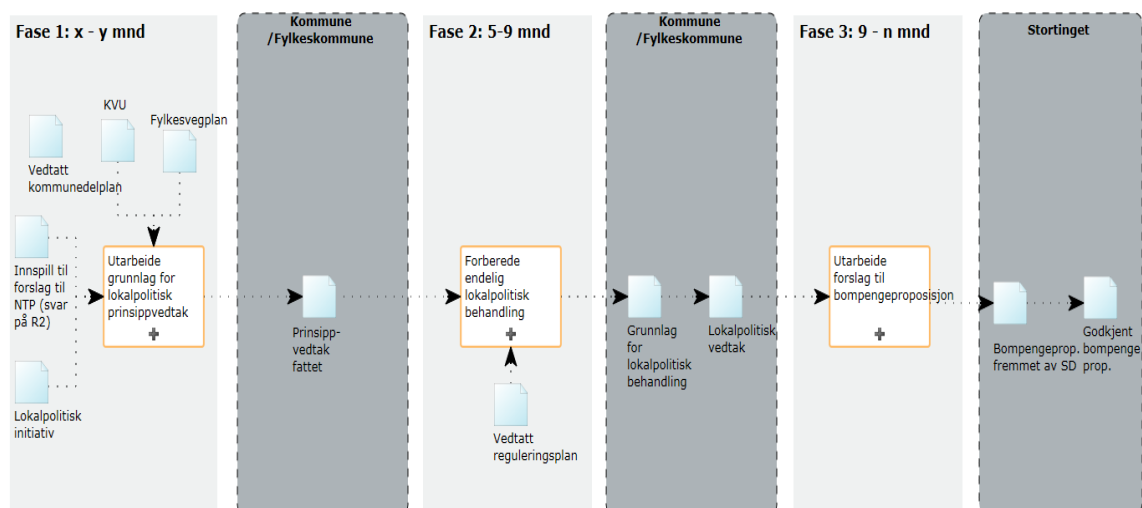 Fase 1: x - y mnd
KVU
Fylkesvegplan
Vedtatt
kommunedelplan
Innspill til
forslag til
NTP (svar
på R2)
Lokalpolitisk
initiativ
Utarbeide
grunnlag for
lokalpolitisk
prinsippvedtak
Kommune
/Fylkeskommune
Prinsipp-
vedtak
fattet
Fase 2: 5-9 mnd
Forberede
endelig
lokalpolitisk
behandling
Vedtatt
reguleringsplan
Kommune
/Fylkeskommune
Grunnlag
for
lokalpolitisk
behandling
Lokalpolitisk
vedtak
Fase 3: 9 - n mnd
Utarbeide
forslag til
bompengeproposisjon
Stortinget
Bompengeprop.
fremmet av SD
Godkjent
bompenge
prop.